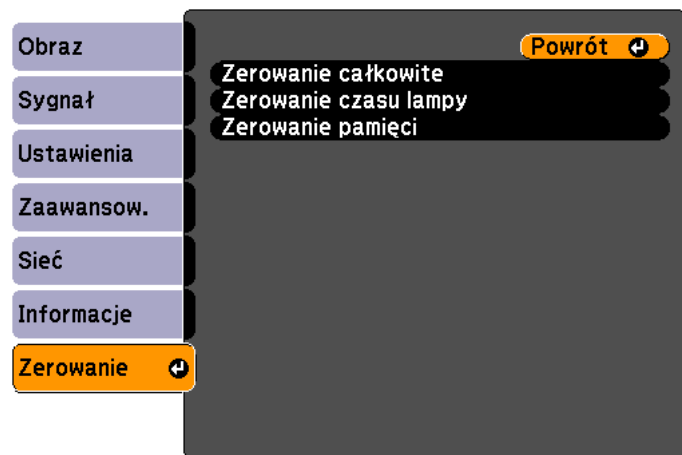 Obraz
Sygnał
Ustawienia
Zaawansow.
Sieć
Informacje
Zerowanie
Powrót
Zerowanie całkowite
Zerowanie czasu lampy
Zerowanie pamięci